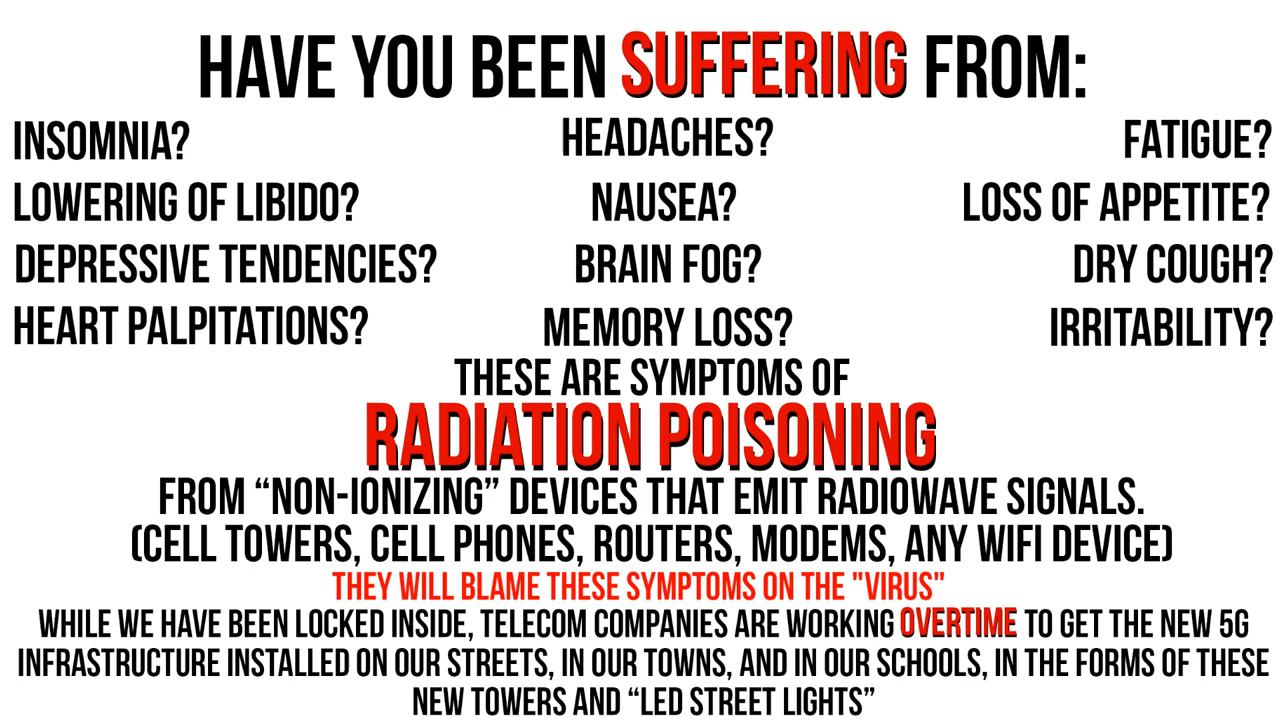 HAVE YOU BEEN SUFFERING FROM:
INSOMNIA? HEADACHES? FATIGUE?
LOWERING OF LIBIDO? NAUSEA? LOSS OF APPETITE?
DEPRESSIVE TENDENCIES? BRAIN FOG? DRY COUGH?
HEART PALPITATIONS? MEMORY LOSS? IRRITABILITY?
THESE ARE SYMPTOMS OF
RADIATION POISONING
FROM “NON-IONIZING” DEVICES THAT EMIT RADIOWAVE SIGNALS.
(CELL TOWERS, CELL PHONES, ROUTERS, MODEMS, ANY WIFI DEVICE)
THEY WILL BLAME THESE SYMPTOMS ON THE "VIRUS"
WHILE WE HAVE BEEN LOCKED INSIDE, TELECOM COMPANIES ARE WORKING OVERTIME TO GET THE NEW 5G
INFRASTRUCTURE INSTALLED ON OUR STREETS, IN OUR TOWNS, AND IN OUR SCHOOLS, IN THE FORMS OF THESE
NEW TOWERS AND “LED STREET LIGHTS”